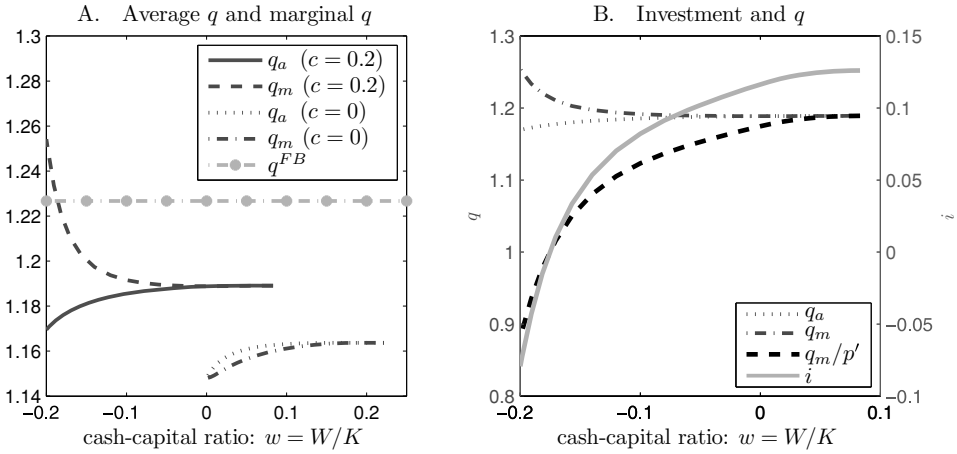 A. Average q and marginal q
1.3
1.28
1.26
1.24
1.22
1.2
1.18
1.16
1.14
−0.2
−0.1
0
0.1
0.2
q_a (c = 0.2)
q_m (c = 0.2)
q_a (c = 0)
q_m (c = 0)
q^{FB}
cash-capital ratio: w = W/K
B. Investment and q
1.3
1.2
1.1
1
0.9
0.8
q
0.15
0.1
0.05
0
−0.05
−0.1
i
−0.2
−0.1
0
0.1
q_a
q_m
q_m/p′
i
cash-capital ratio: w = W/K